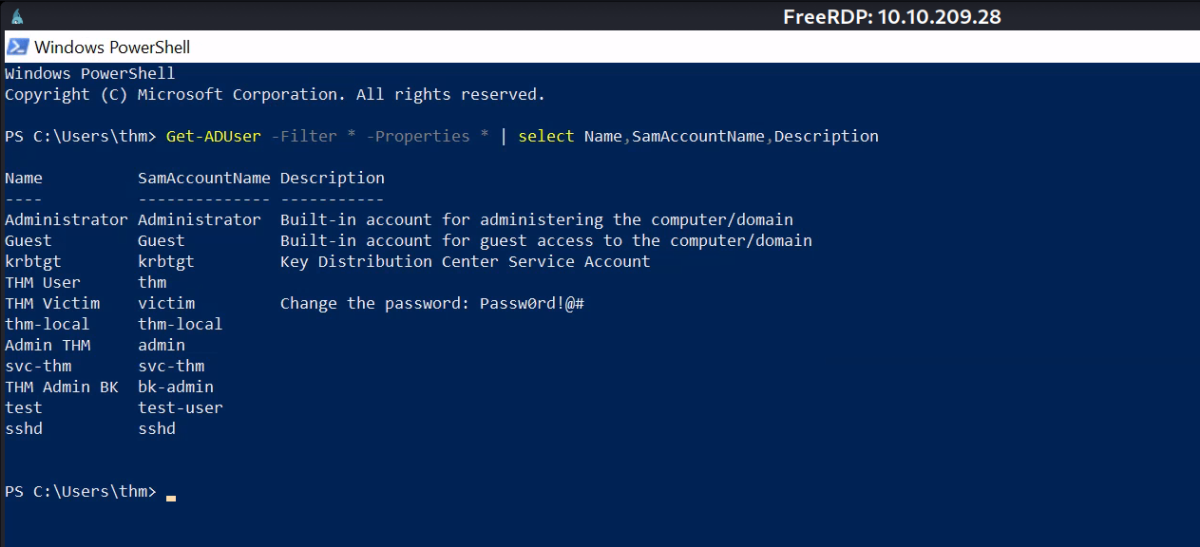 FreeRDP: 10.10.209.28
Windows PowerShell
Windows PowerShell
Copyright (C) Microsoft Corporation. All rights reserved.
PS C:\Users\thm> Get-ADUser -Filter * -Properties * | select Name,SamAccountName,Description
Name SamAccountName Description
---- -------------- -----------
Administrator Administrator Built-in account for administering the computer/domain
Guest Guest Built-in account for guest access to the computer/domain
krbtgt krbtgt Key Distribution Center Service Account
THM User thm
THM Victim victim Change the password: Passw0rd!@#
thm-local thm-local
Admin THM admin
svc-thm svc-thm
THM Admin BK bk-admin
test test-user
sshd sshd
PS C:\Users\thm>